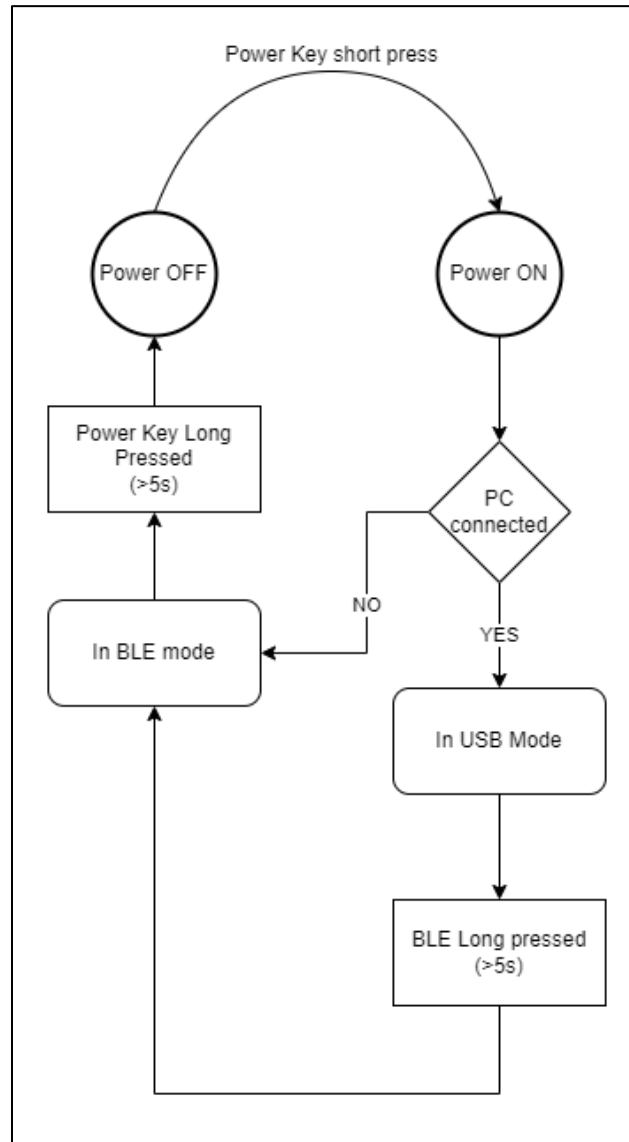 Power Key short press
Power OFF
Power ON
Power Key Long
Pressed
(>5s)
PC
connected
NO
YES
In BLE mode
In USB Mode
BLE Long pressed
(>5s)